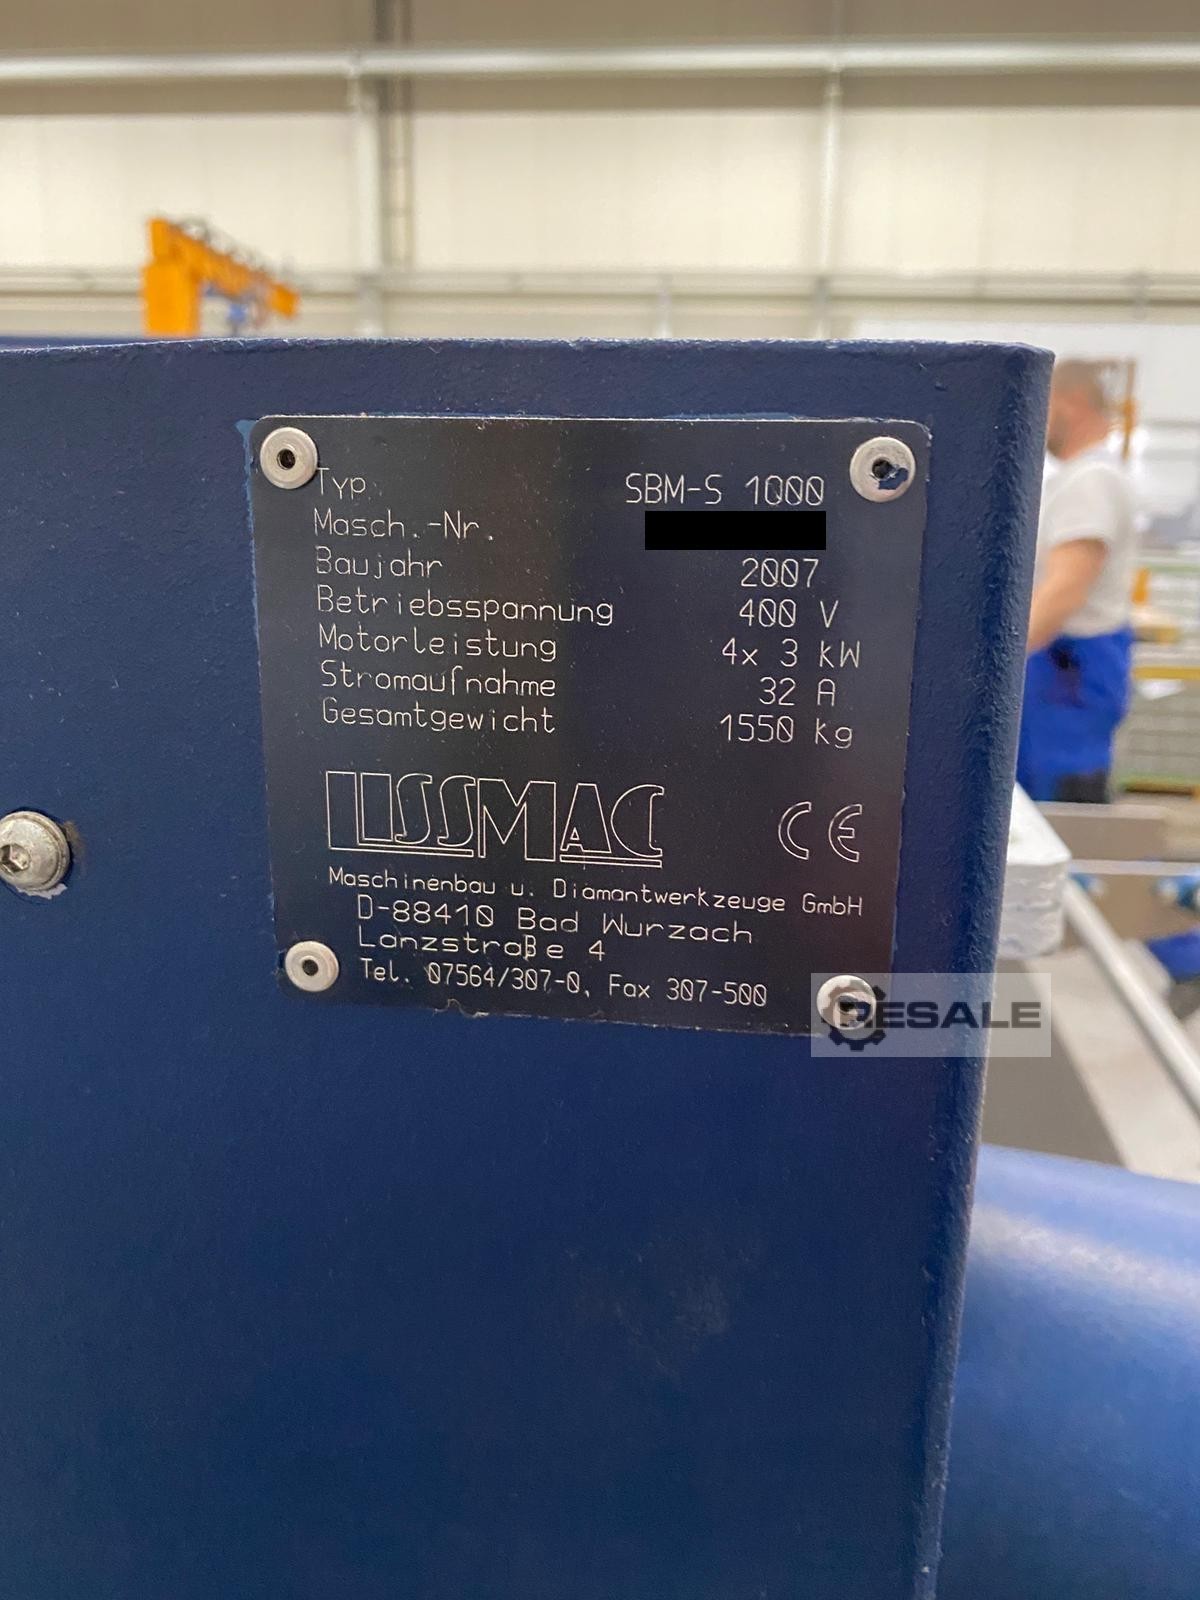 Typ SBM-S 1000
Masch.-Nr.
Baujahr 2007
Betriebsspannung 400 V
Motorleistung 4x 3 kW
Stromaufnahme 32 A
Gesamtgewicht 1550 kg
LISSMAC CE
Maschinenbau u. Diamantwerkzeuge GmbH
D-88410 Bad Wurzach
Lanzstraße 4
Tel. 07564/307-0, Fax 307-500
RESALE